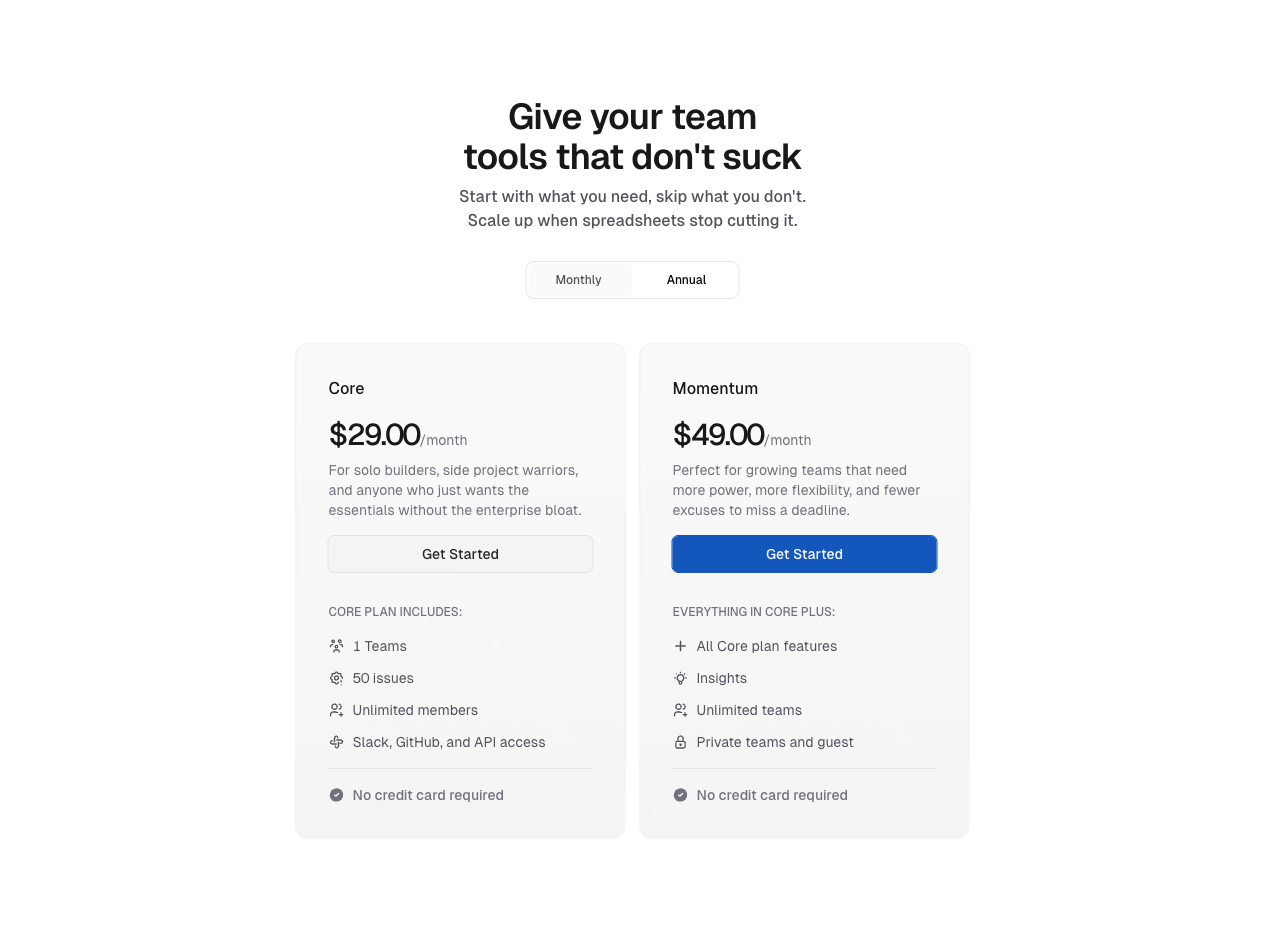 Give your team
tools that don't suck
Start with what you need, skip what you don't.
Scale up when spreadsheets stop cutting it.
Monthly
Annual
Core
$29.00/month
For solo builders, side project warriors,
and anyone who just wants the
essentials without the enterprise bloat.
Get Started
CORE PLAN INCLUDES:
1 Teams
50 issues
Unlimited members
Slack, GitHub, and API access
No credit card required
Momentum
$49.00/month
Perfect for growing teams that need
more power, more flexibility, and fewer
excuses to miss a deadline.
Get Started
EVERYTHING IN CORE PLUS:
All Core plan features
Insights
Unlimited teams
Private teams and guest
No credit card required